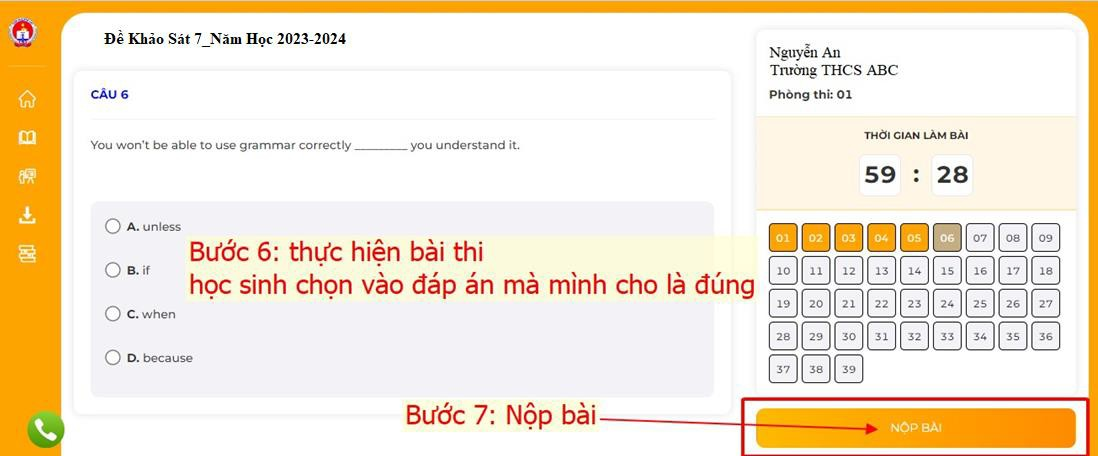 Đề Khảo Sát 7_Năm Học 2023-2024
CÂU 6
You won't be able to use grammar correctly _________ you understand it.
A. unless
B. if
C. when
D. because
Bước 6: thực hiện bài thi
học sinh chọn vào đáp án mà mình cho là đúng
Bước 7: Nộp bài
Nguyễn An
Trường THCS ABC
Phòng thi: 01
THỜI GIAN LÀM BÀI
59 : 28
01 02 03 04 05 06 07 08 09
10 11 12 13 14 15 16 17 18
19 20 21 22 23 24 25 26 27
28 29 30 31 32 33 34 35 36
37 38 39
NỘP BÀI